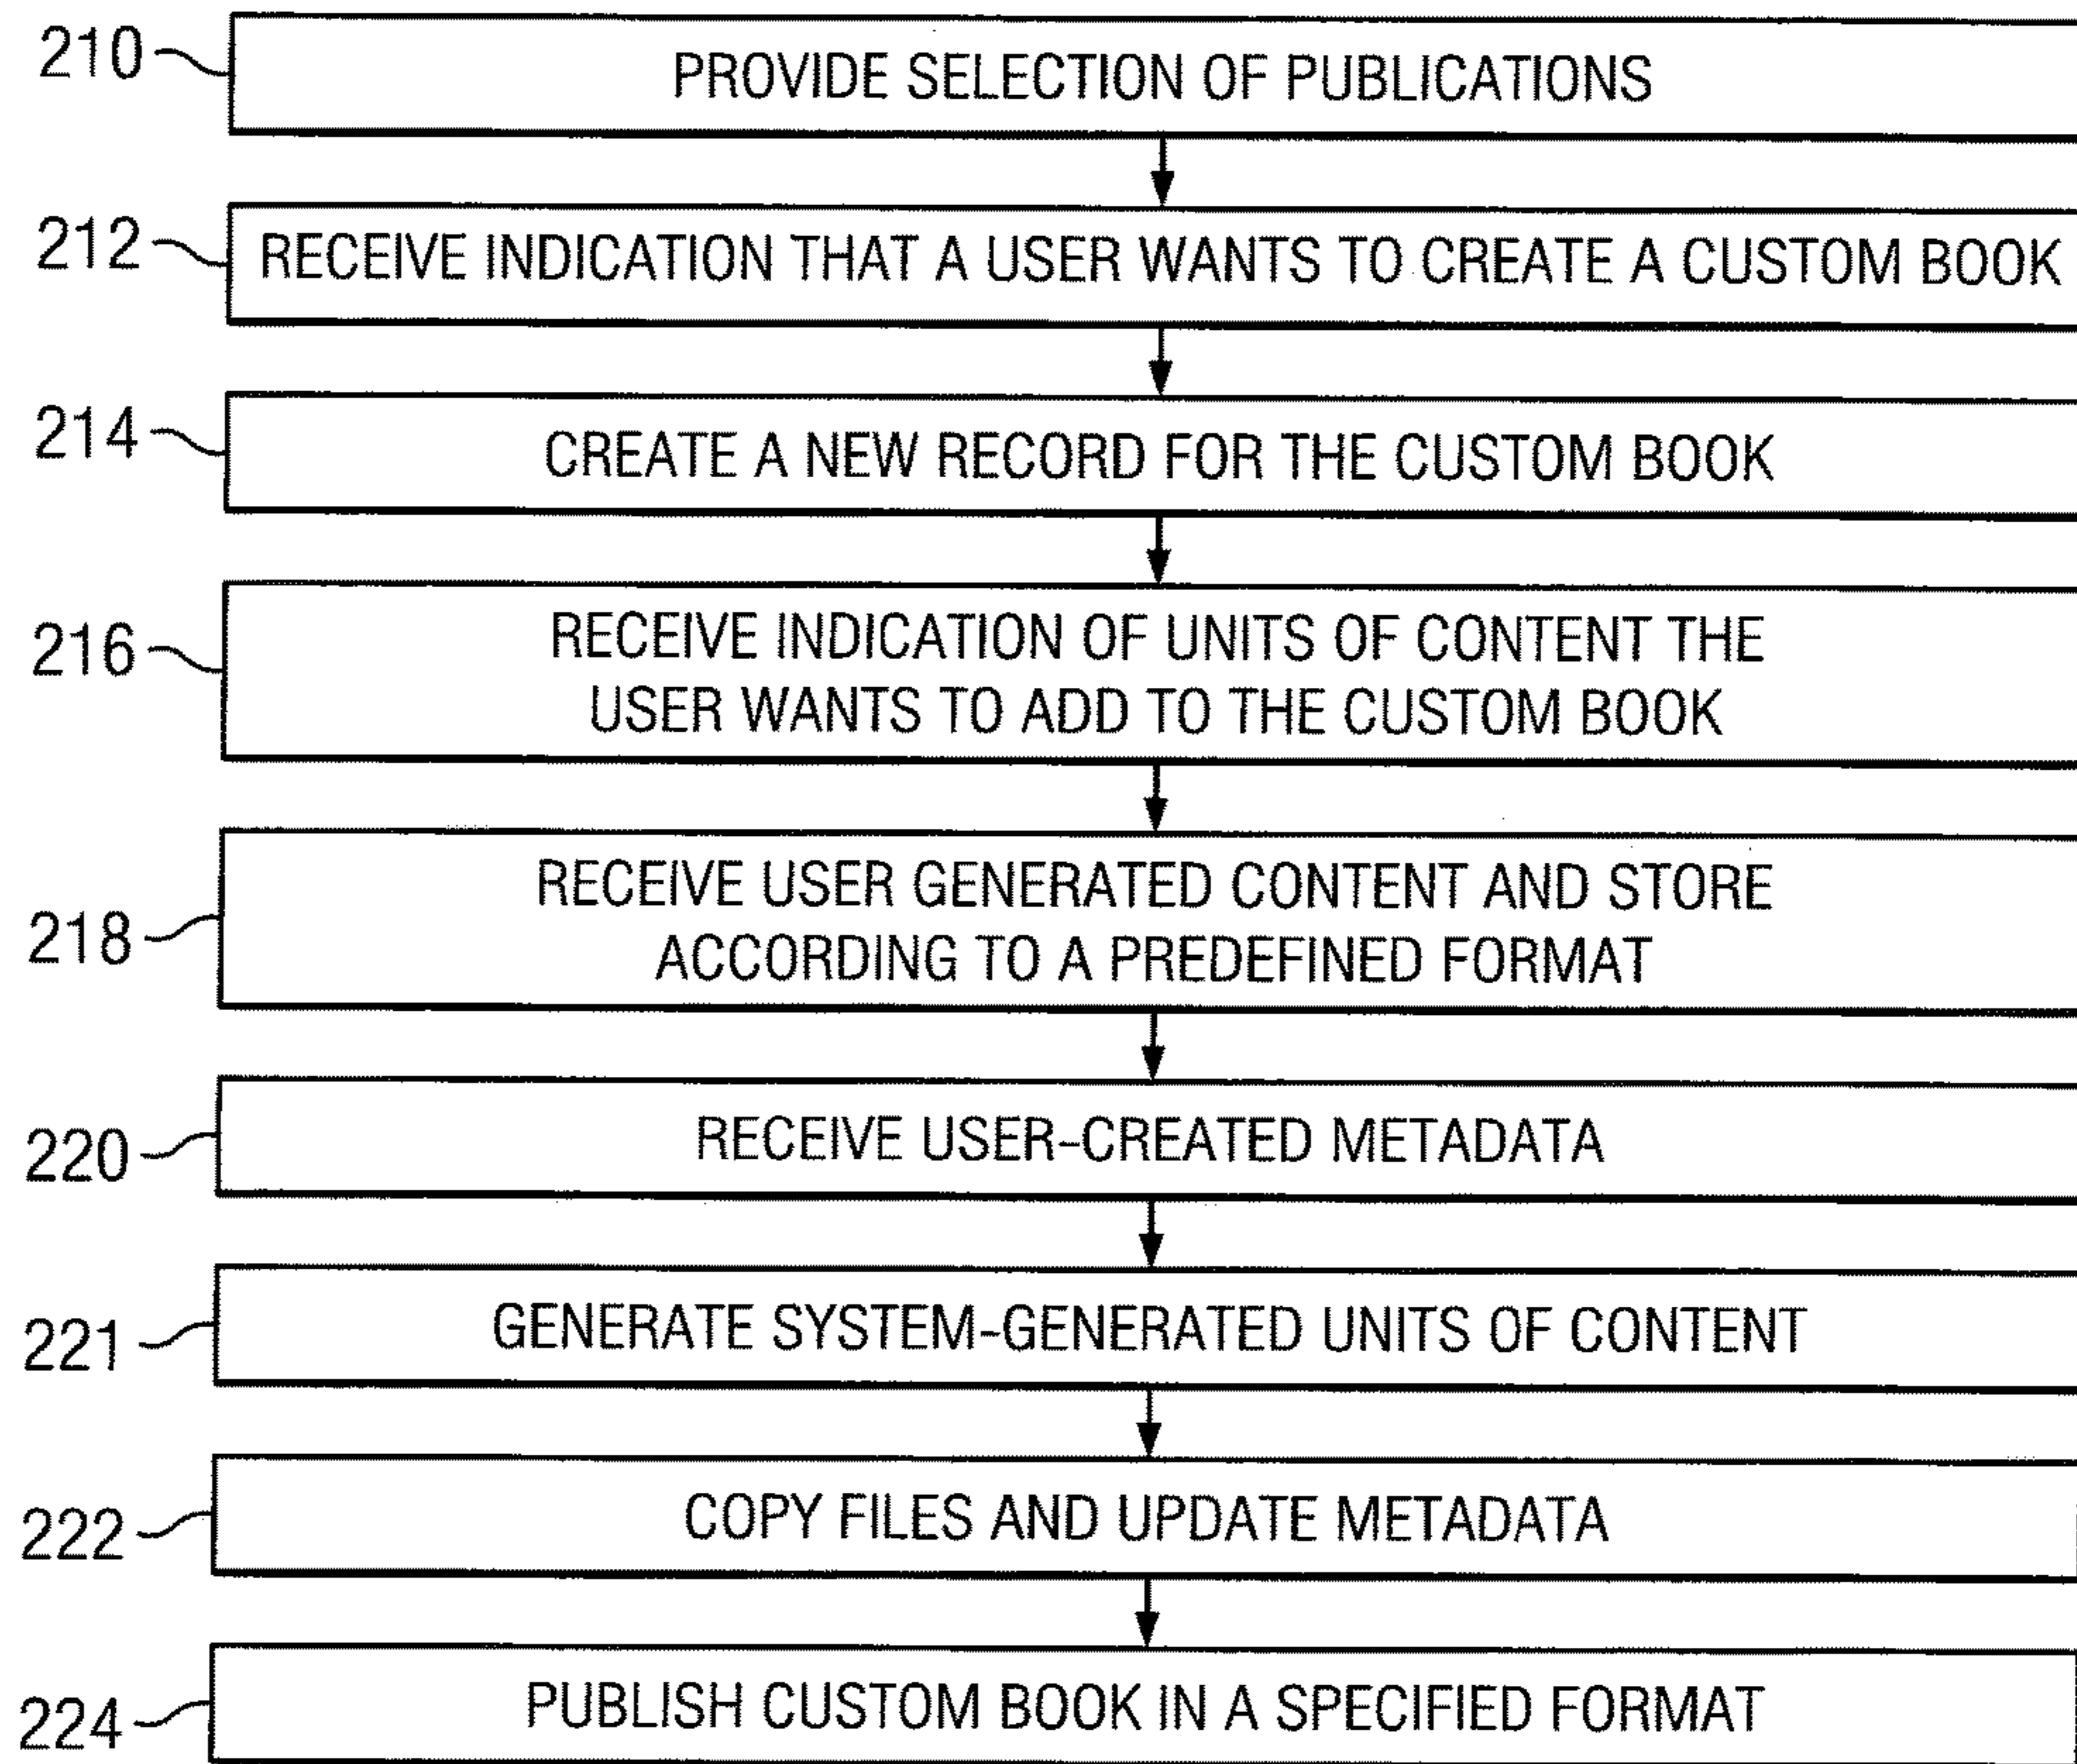 210
PROVIDE SELECTION OF PUBLICATIONS
212
RECEIVE INDICATION THAT A USER WANTS TO CREATE A CUSTOM BOOK
214
CREATE A NEW RECORD FOR THE CUSTOM BOOK
216
RECEIVE INDICATION OF UNITS OF CONTENT THE
USER WANTS TO ADD TO THE CUSTOM BOOK
218
RECEIVE USER GENERATED CONTENT AND STORE
ACCORDING TO A PREDEFINED FORMAT
220
RECEIVE USER-CREATED METADATA
221
GENERATE SYSTEM-GENERATED UNITS OF CONTENT
222
COPY FILES AND UPDATE METADATA
224
PUBLISH CUSTOM BOOK IN A SPECIFIED FORMAT